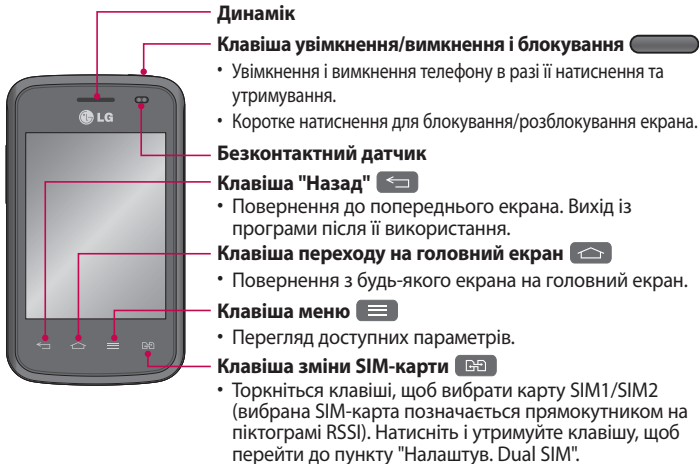 Динамік
Клавіша увімкнення/вимкнення і блокування
• Увімкнення і вимкнення телефону в разі її натиснення та
утримування.
• Коротке натиснення для блокування/розблокування екрана.
LG
Безконтактний датчик
Клавіша "Назад"
• Повернення до попереднього екрана. Вихід із
програми після її використання.
Клавіша переходу на головний екран
• Повернення з будь-якого екрана на головний екран.
Клавіша меню
• Перегляд доступних параметрів.
Клавіша зміни SIM-карти
• Торкніться клавіші, щоб вибрати карту SIM1/SIM2
(вибрана SIM-карта позначається прямокутником на
піктограмі RSSI). Натисніть і утримуйте клавішу, щоб
перейти до пункту "Налаштув. Dual SIM".